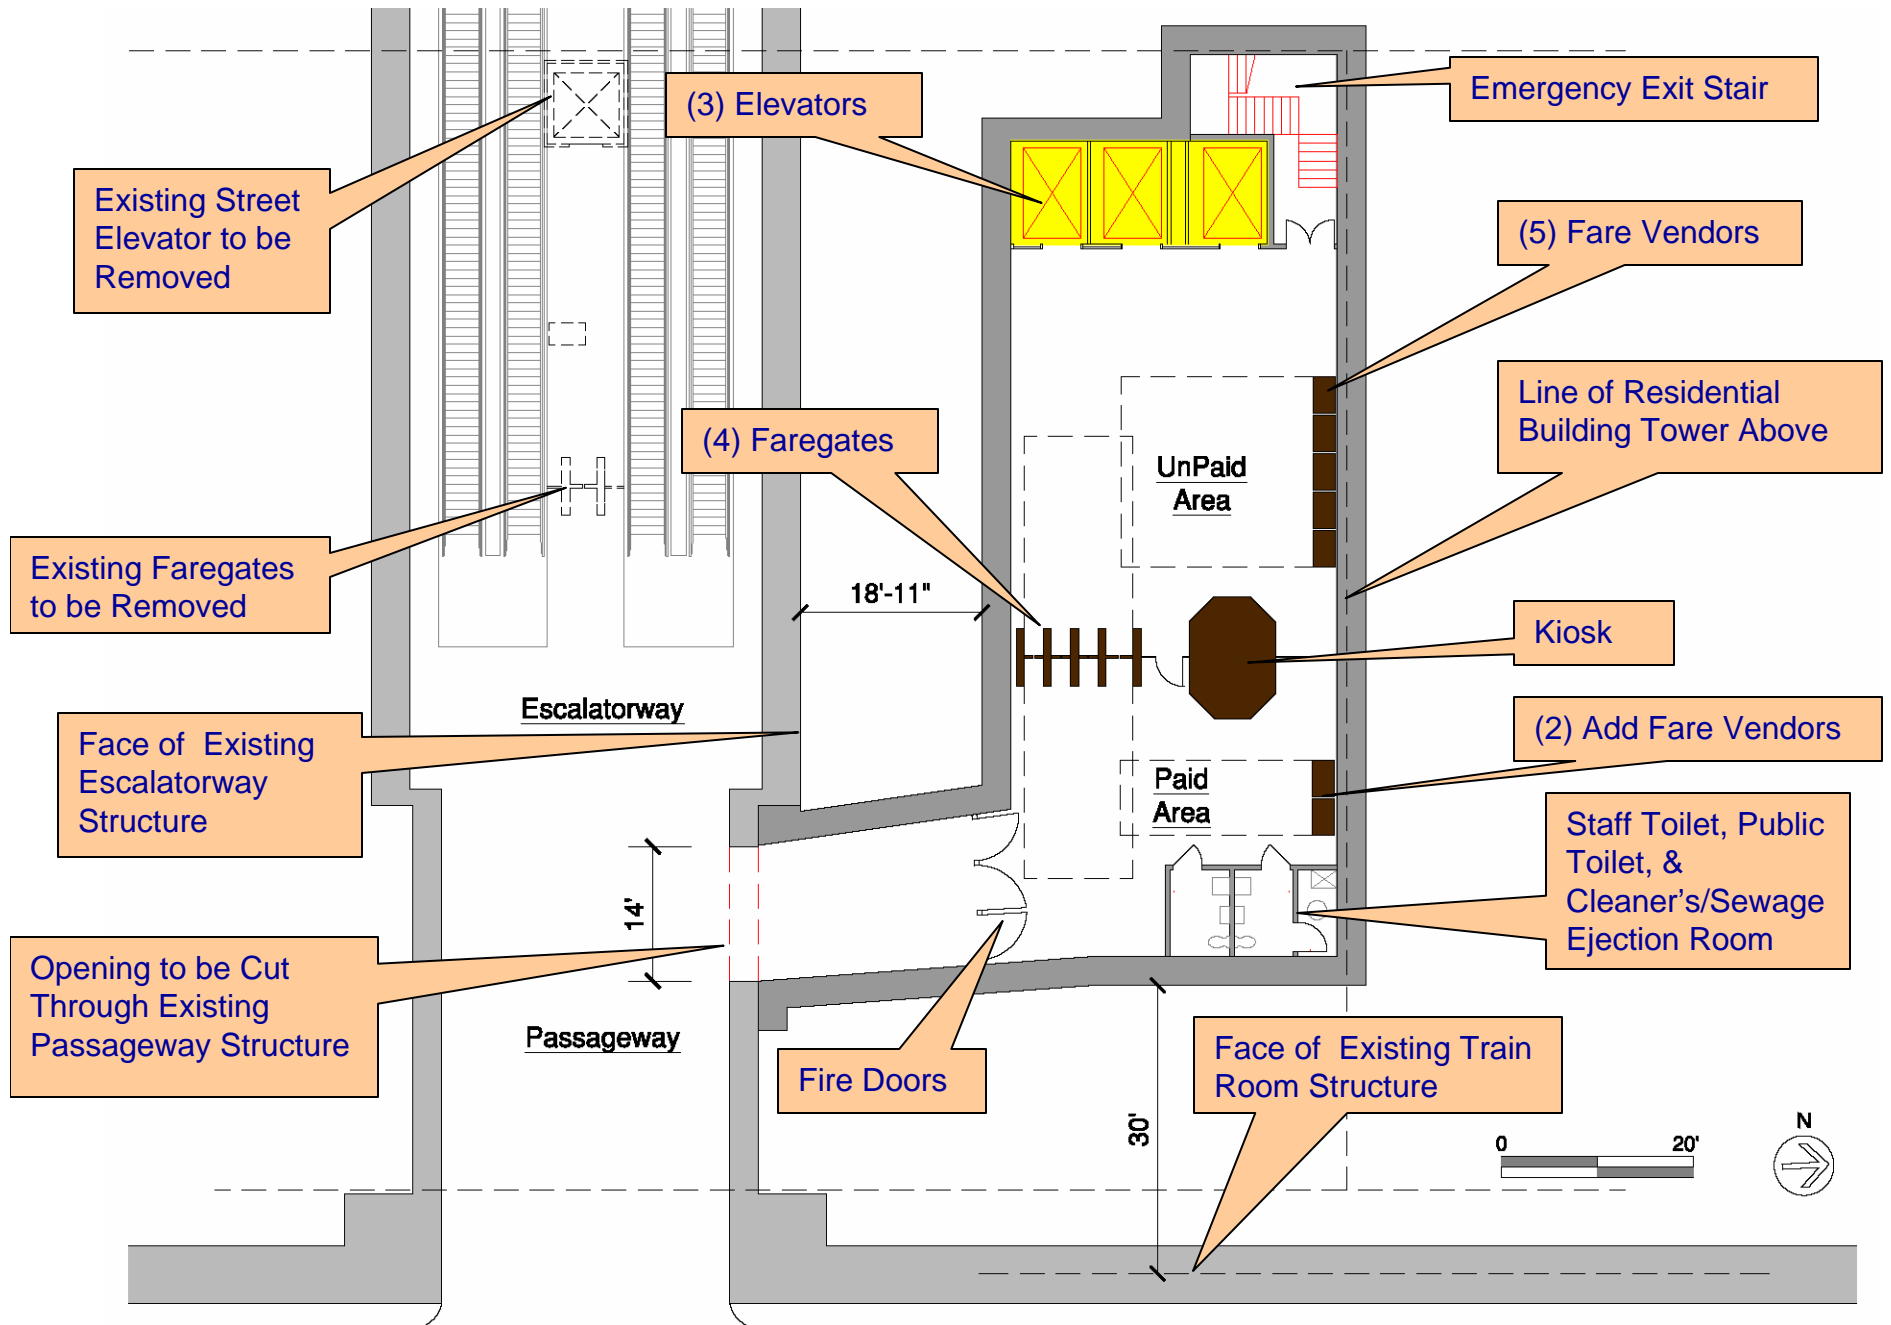 (3) Elevators
Emergency Exit Stair
Existing Street
Elevator to be
Removed
(5) Fare Vendors
Line of Residential
Building Tower Above
(4) Faregates
UnPaid
Area
Existing Faregates
to be Removed
18'-11"
Kiosk
Escalatorway
Face of  Existing
Escalatorway
Structure
(2) Add Fare Vendors
Paid
Area
Staff Toilet, Public
Toilet, &
Cleaner’s/Sewage
Ejection Room
14'
Opening to be Cut
Through Existing
Passageway Structure
Passageway
Fire Doors
Face of  Existing Train
Room Structure
30'
0 20'
N